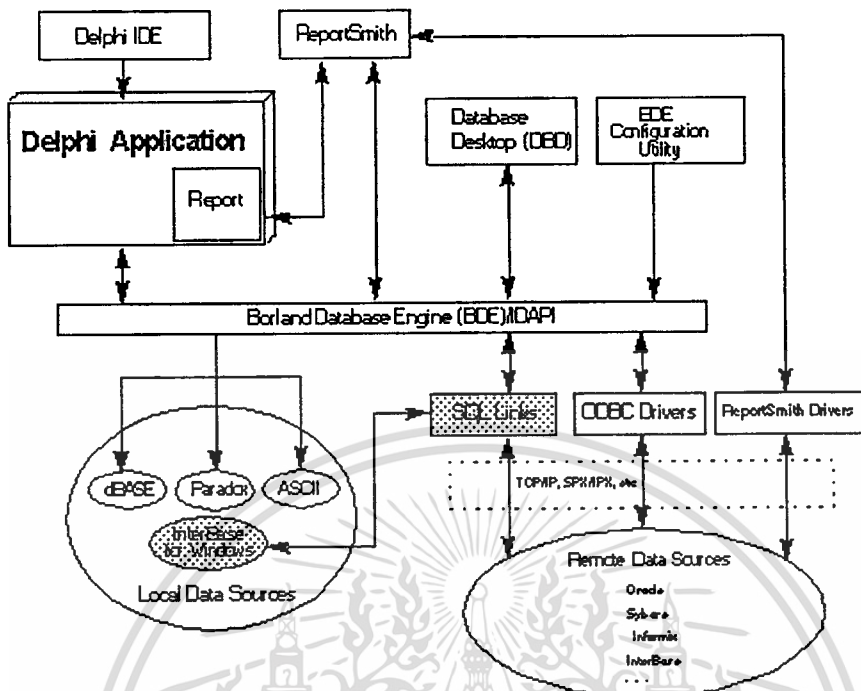 Delphi IDE
ReportSmith
Delphi Application
Report
Database
Desktop (DBD)
BDE
Configuration
Utility
Borland Database Engine (BDE)/IDAPI
SQL Links
ODBC Drivers
ReportSmith Drivers
dBASE
Paradox
ASCII
InterBase
for Windows
Local Data Sources
TCP/IP, SPX/IPX, etc
Remote Data Sources
Oracle
Sybase
Informix
InterBase
. . .